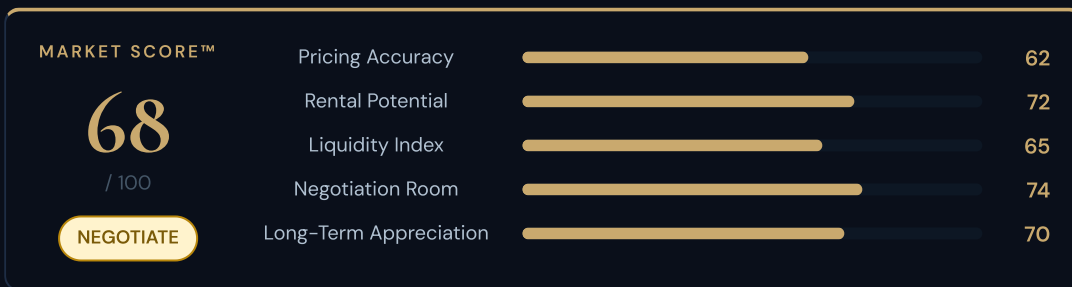 MARKET SCORE™
68
/ 100
NEGOTIATE
Pricing Accuracy 62
Rental Potential 72
Liquidity Index 65
Negotiation Room 74
Long-Term Appreciation 70